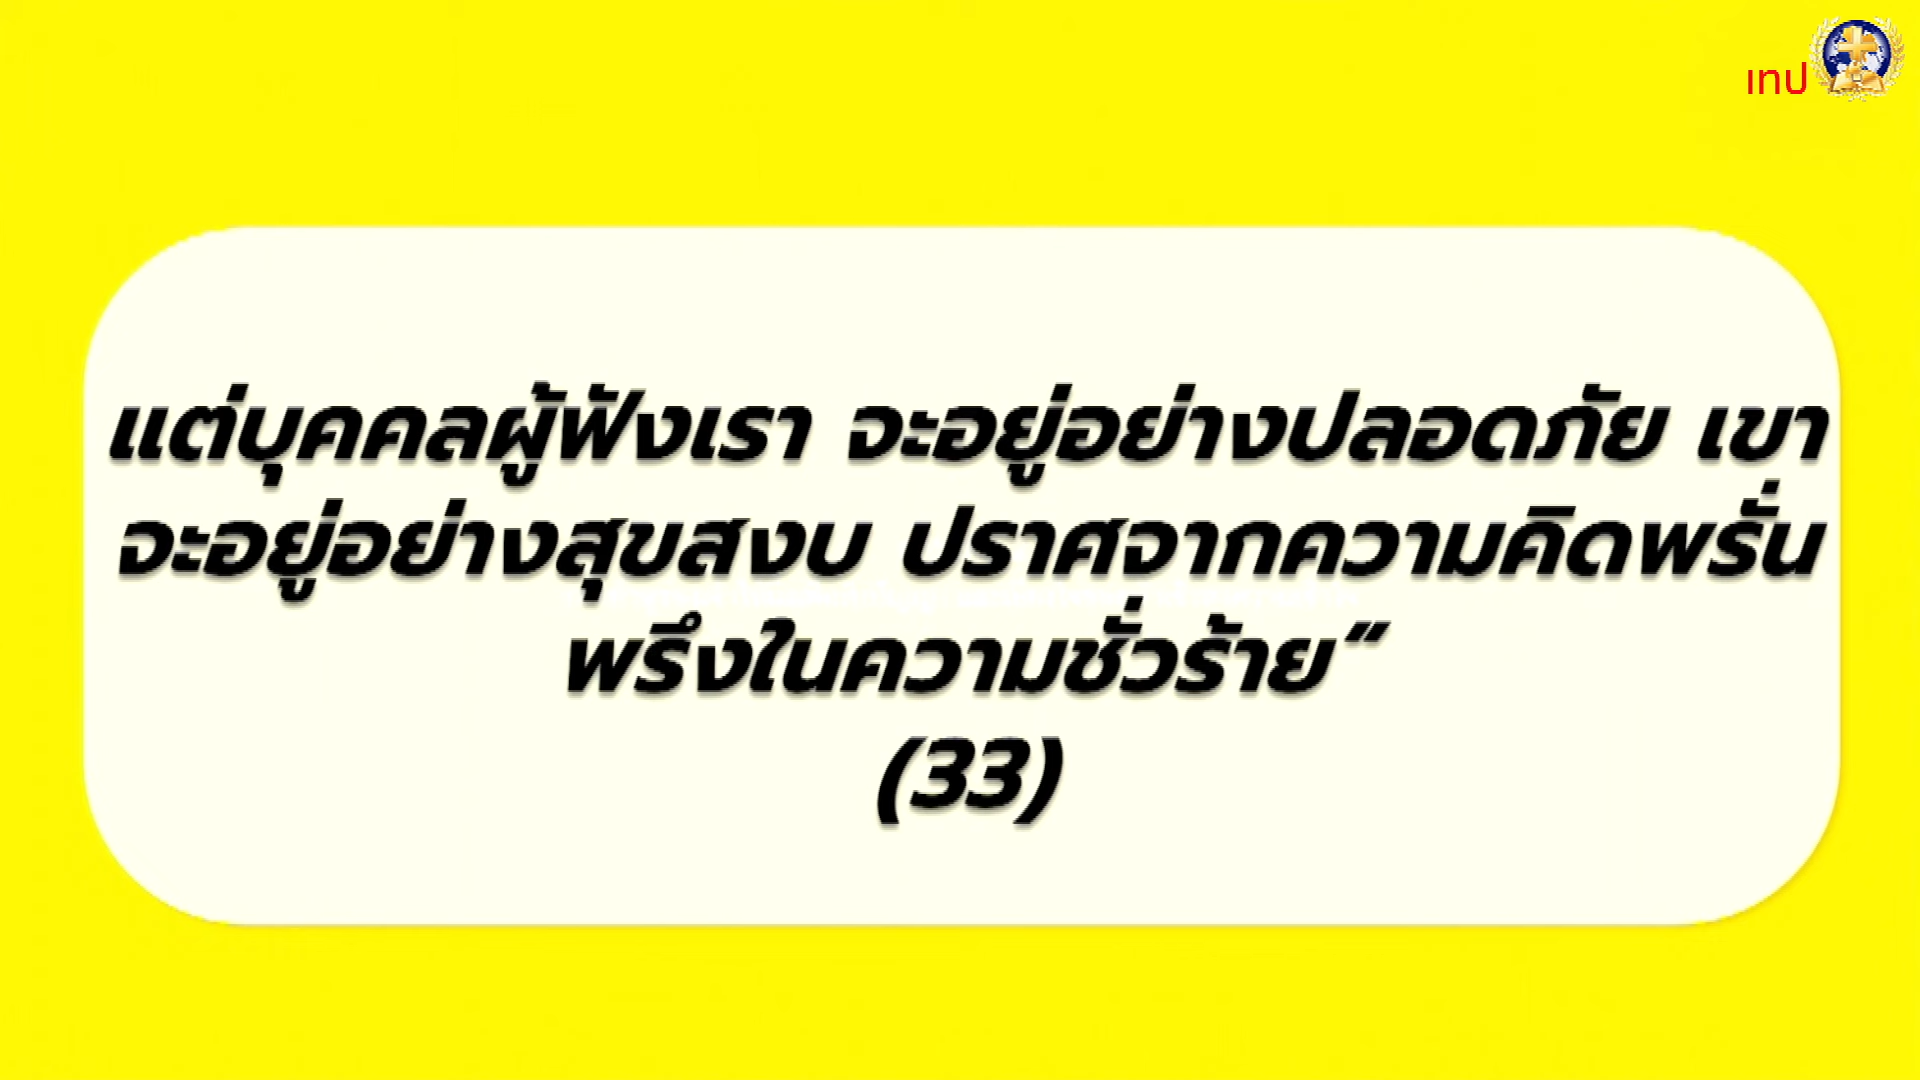 เทป
แต่บุคคลผู้ฟังเรา จะอยู่อย่างปลอดภัย เขา
จะอยู่อย่างสุขสงบ ปราศจากความคิดพรั่น
พรึงในความชั่วร้าย”
(33)